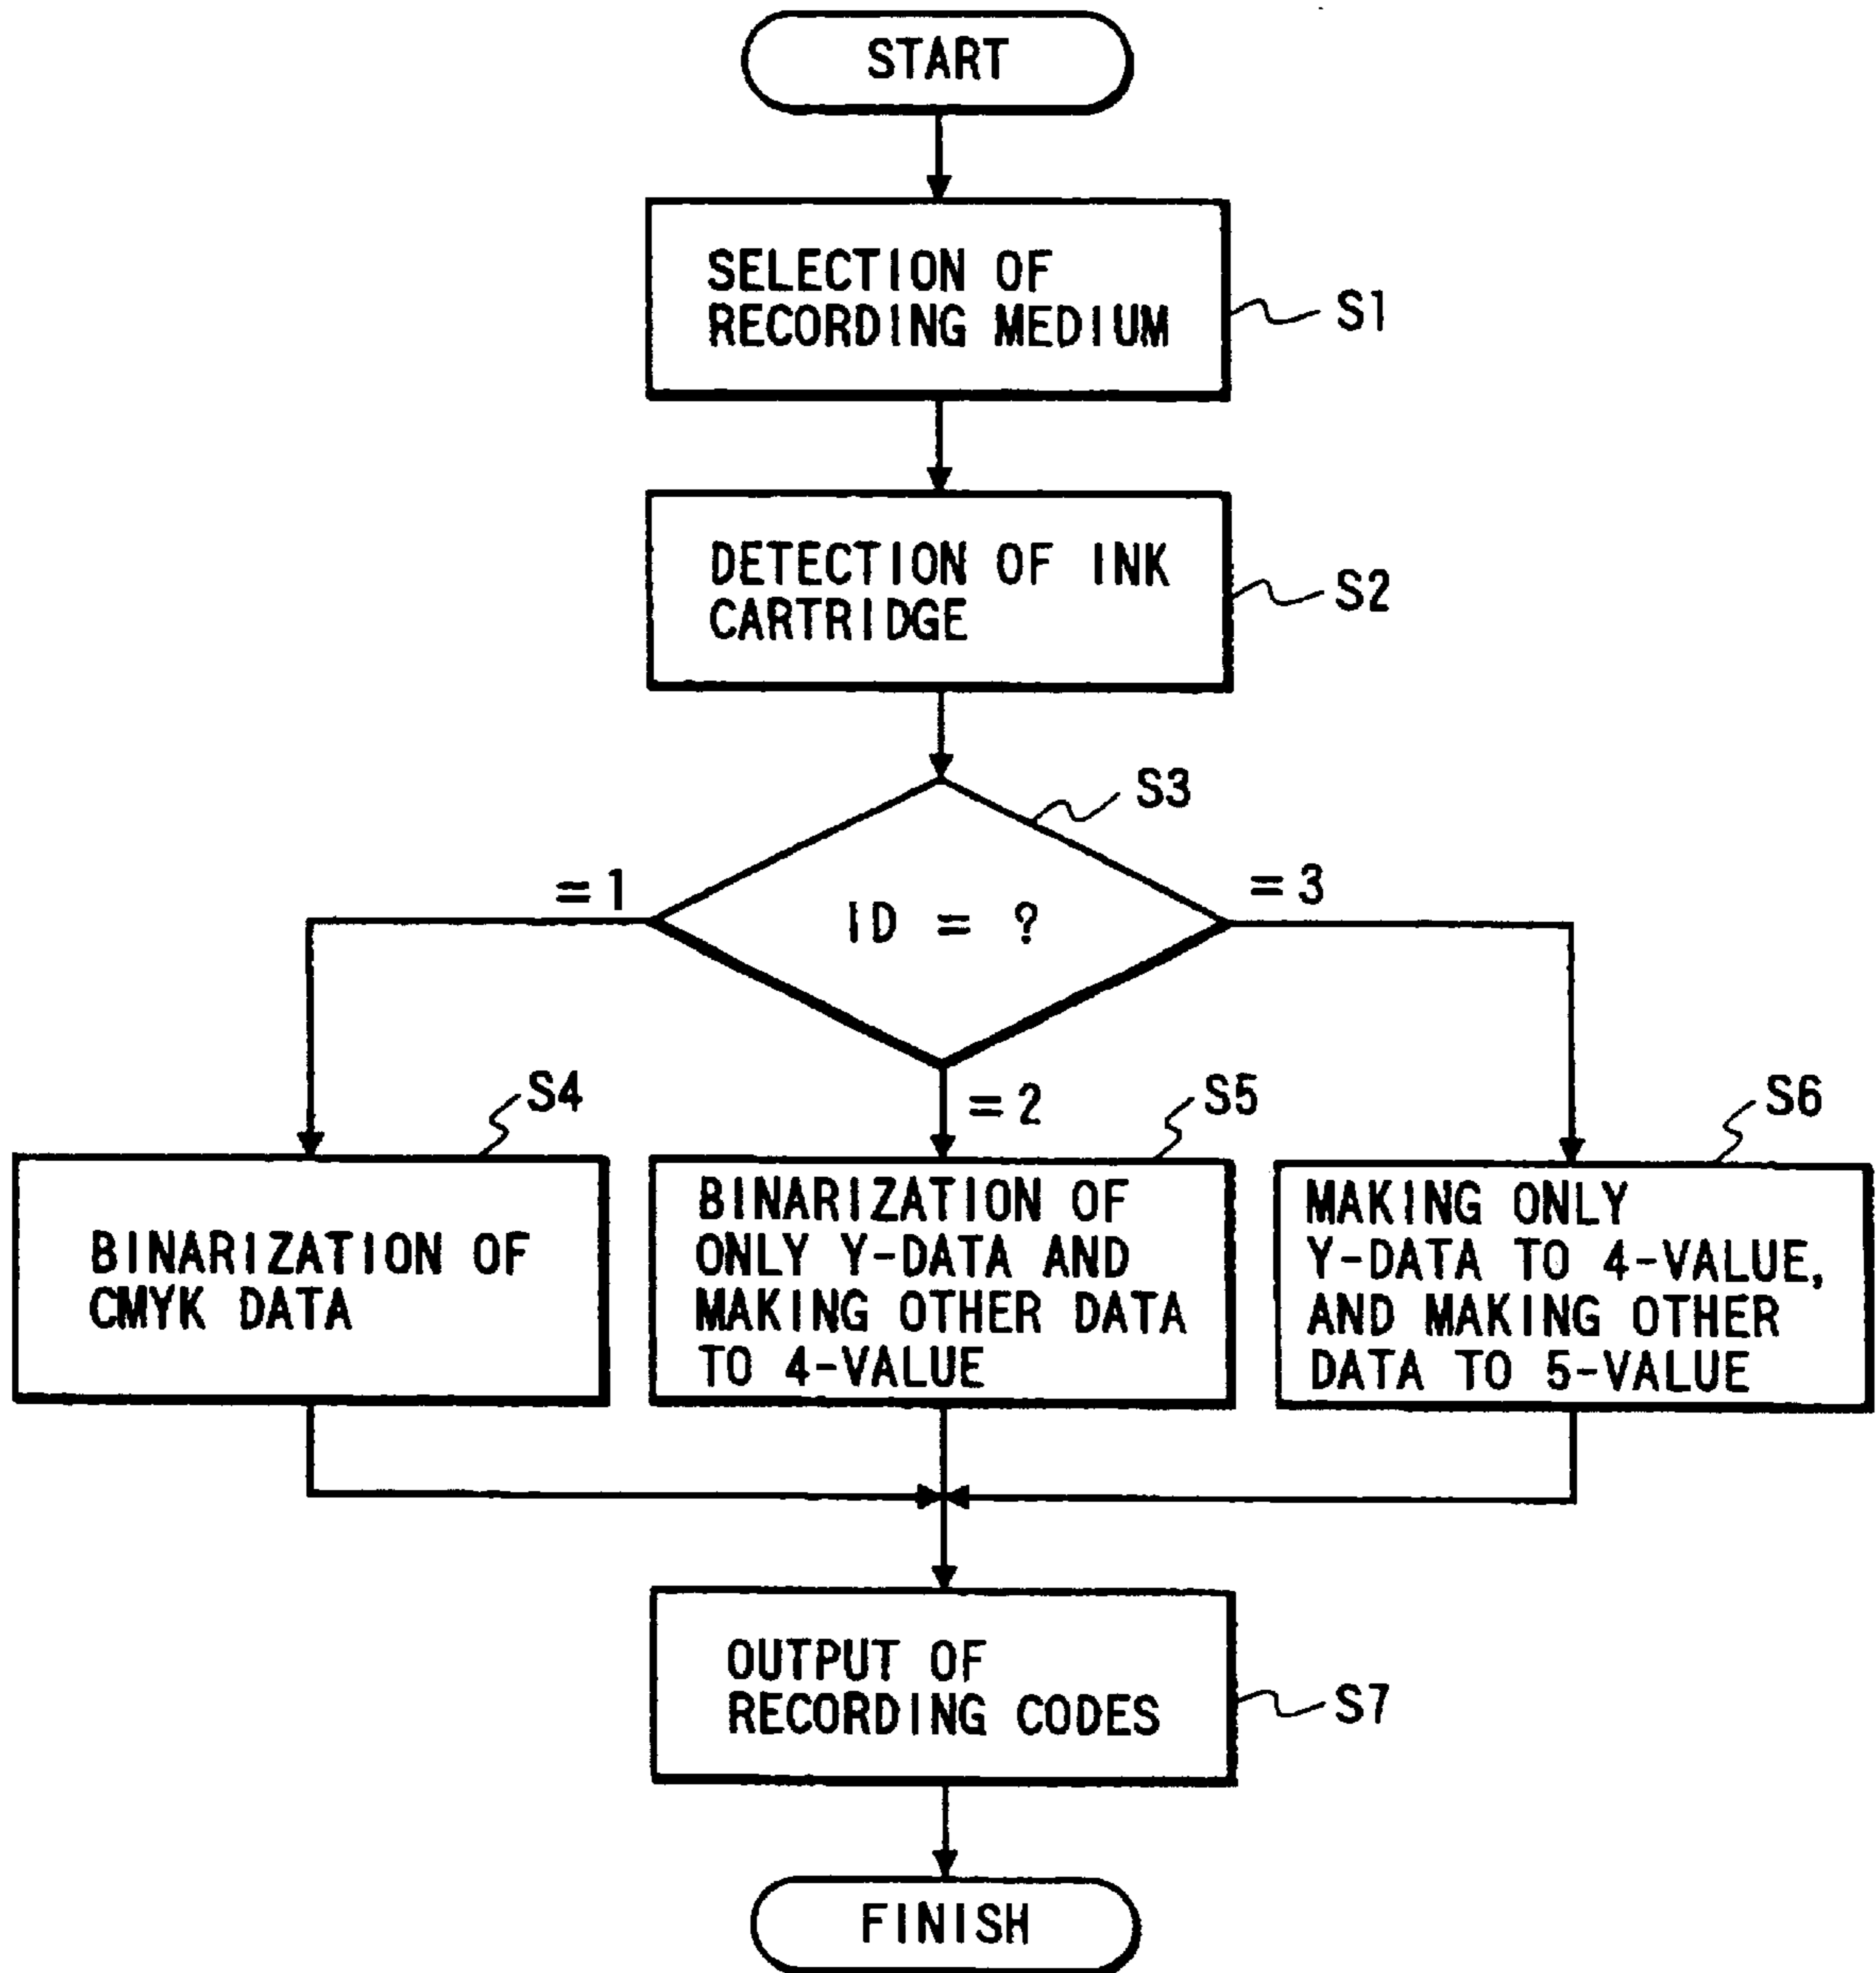 START
SELECTION OF
RECORDING MEDIUM
S1
DETECTION OF INK
CARTRIDGE
S2
S3
=1
ID = ?
=3
=2
S4
S5
S6
BINARIZATION OF
CMYK DATA
BINARIZATION OF
ONLY Y-DATA AND
MAKING OTHER DATA
TO 4-VALUE
MAKING ONLY
Y-DATA TO 4-VALUE,
AND MAKING OTHER
DATA TO 5-VALUE
OUTPUT OF
RECORDING CODES
S7
FINISH